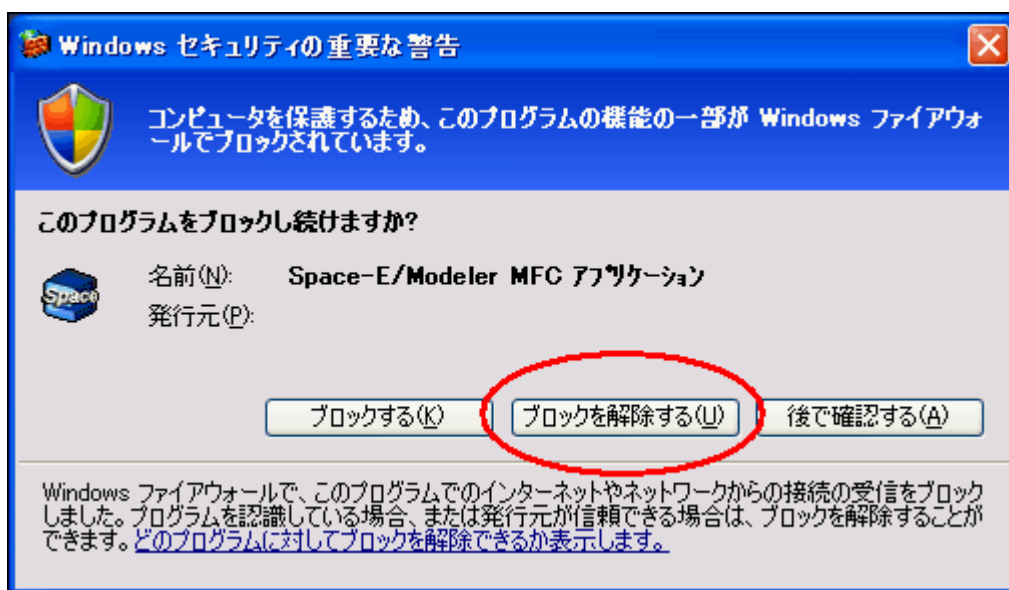 Windows セキュリティの重要な警告
コンピュータを保護するため、このプログラムの機能の一部が Windows ファイアウォ
ールでブロックされています。
このプログラムをブロックし続けますか?
Space
名前(N): Space-E/Modeler MFC アプリケーション
発行元(P):
ブロックする(K) ブロックを解除する(U) 後で確認する(A)
Windows ファイアウォールで、このプログラムでのインターネットやネットワークからの接続の受信をブロック
しました。プログラムを認識している場合、または発行元が信頼できる場合は、ブロックを解除することが
できます。どのプログラムに対してブロックを解除できるか表示します。